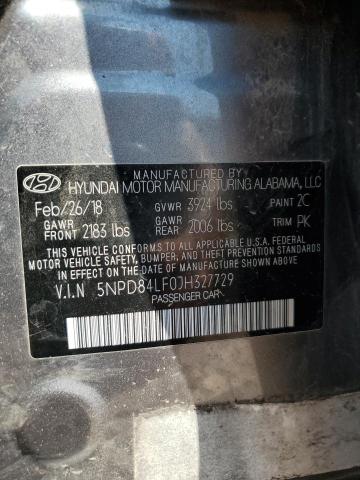 MANUFACTURED BY
HYUNDAI MOTOR MANUFACTURING ALABAMA, LLC
Feb/26/18 GVWR 3924 lbs PAINT 2C
GAWR FRONT 2183 lbs GAWR REAR 2006 lbs TRIM PK
THIS VEHICLE CONFORMS TO ALL APPLICABLE U.S.A. FEDERAL
MOTOR VEHICLE SAFETY, BUMPER, AND THEFT PREVENTION
STANDARDS IN EFFECT ON THE DATE OF MANUFACTURE SHOWN ABOVE.
V.I.N 5NPD84LF0JH327729
PASSENGER CAR